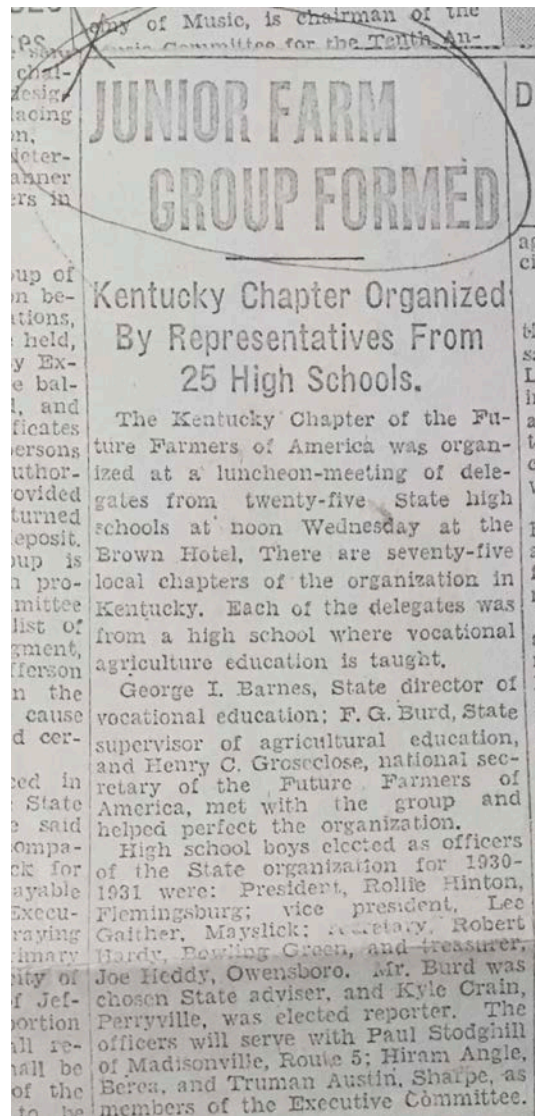 omy of Music, is chairman of the
Music Committee for the Tenth An-
JUNIOR FARM
GROUP FORMED
Kentucky Chapter Organized
By Representatives From
25 High Schools.
The Kentucky Chapter of the Fu-
ture Farmers of America was organ-
ized at a luncheon-meeting of dele-
gates from twenty-five State high
schools at noon Wednesday at the
Brown Hotel. There are seventy-five
local chapters of the organization in
Kentucky. Each of the delegates was
from a high school where vocational
agriculture education is taught.
George I. Barnes, State director of
vocational education; F. G. Burd, State
supervisor of agricultural education,
and Henry C. Groseclose, national sec-
retary of the Future Farmers of
America, met with the group and
helped perfect the organization.
High school boys elected as officers
of the State organization for 1930-
1931 were: President, Rollie Hinton,
Flemingsburg; vice president, Lee
Gaither, Mayslick; secretary, Robert
Hardy, Bowling Green, and treasurer,
Joe Heddy, Owensboro. Mr. Burd was
chosen State adviser, and Kyle Crain,
Perryville, was elected reporter. The
officers will serve with Paul Stodghill
of Madisonville, Route 5; Hiram Angle,
Berea, and Truman Austin, Sharpe, as
members of the Executive Committee.